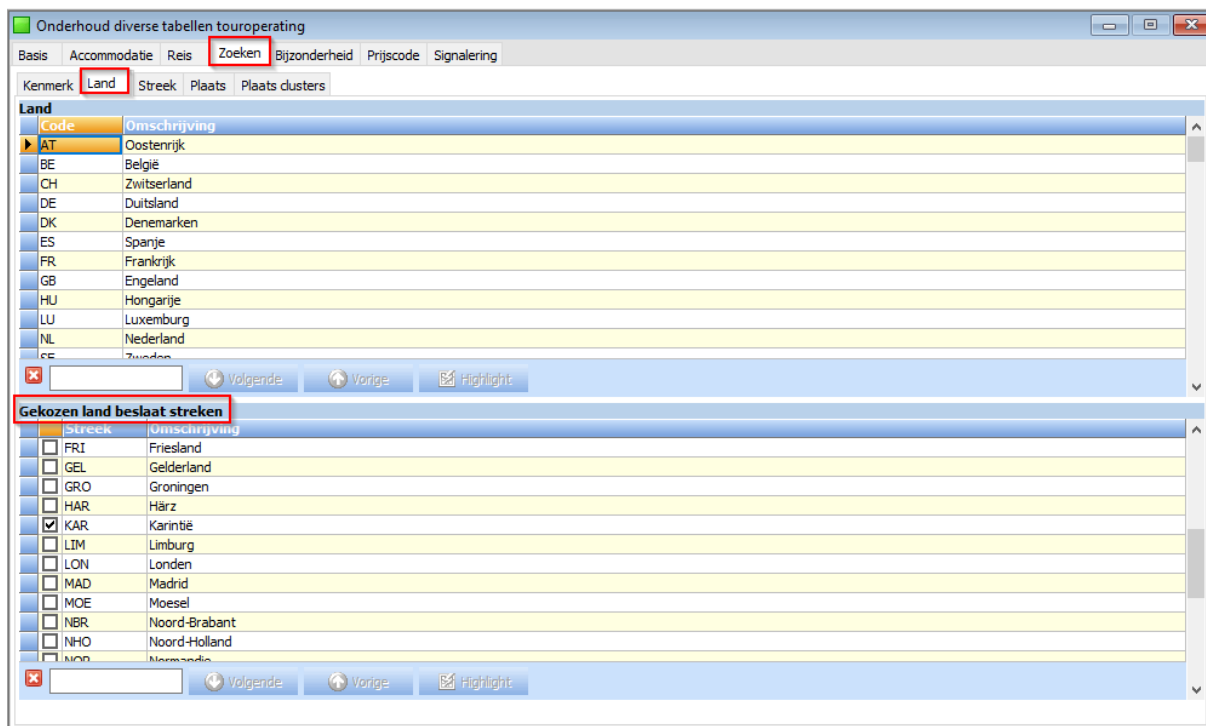 Onderhoud diverse tabellen touroperating
Basis Accommodatie Reis Zoeken Bijzonderheid Prijscode Signalering
Kenmerk Land Streek Plaats Plaats clusters
Land
Code Omschrijving
AT Oostenrijk
BE België
CH Zwitserland
DE Duitsland
DK Denemarken
ES Spanje
FR Frankrijk
GB Engeland
HU Hongarije
LU Luxemburg
NL Nederland
SE Zweden
Volgende Vorige Highlight
Gekozen land beslaat streken
Streek Omschrijving
FRI Friesland
GEL Gelderland
GRO Groningen
HAR Härz
KAR Karintië
LIM Limburg
LON Londen
MAD Madrid
MOE Moesel
NBR Noord-Brabant
NHO Noord-Holland
NOR Normandie
Volgende Vorige Highlight